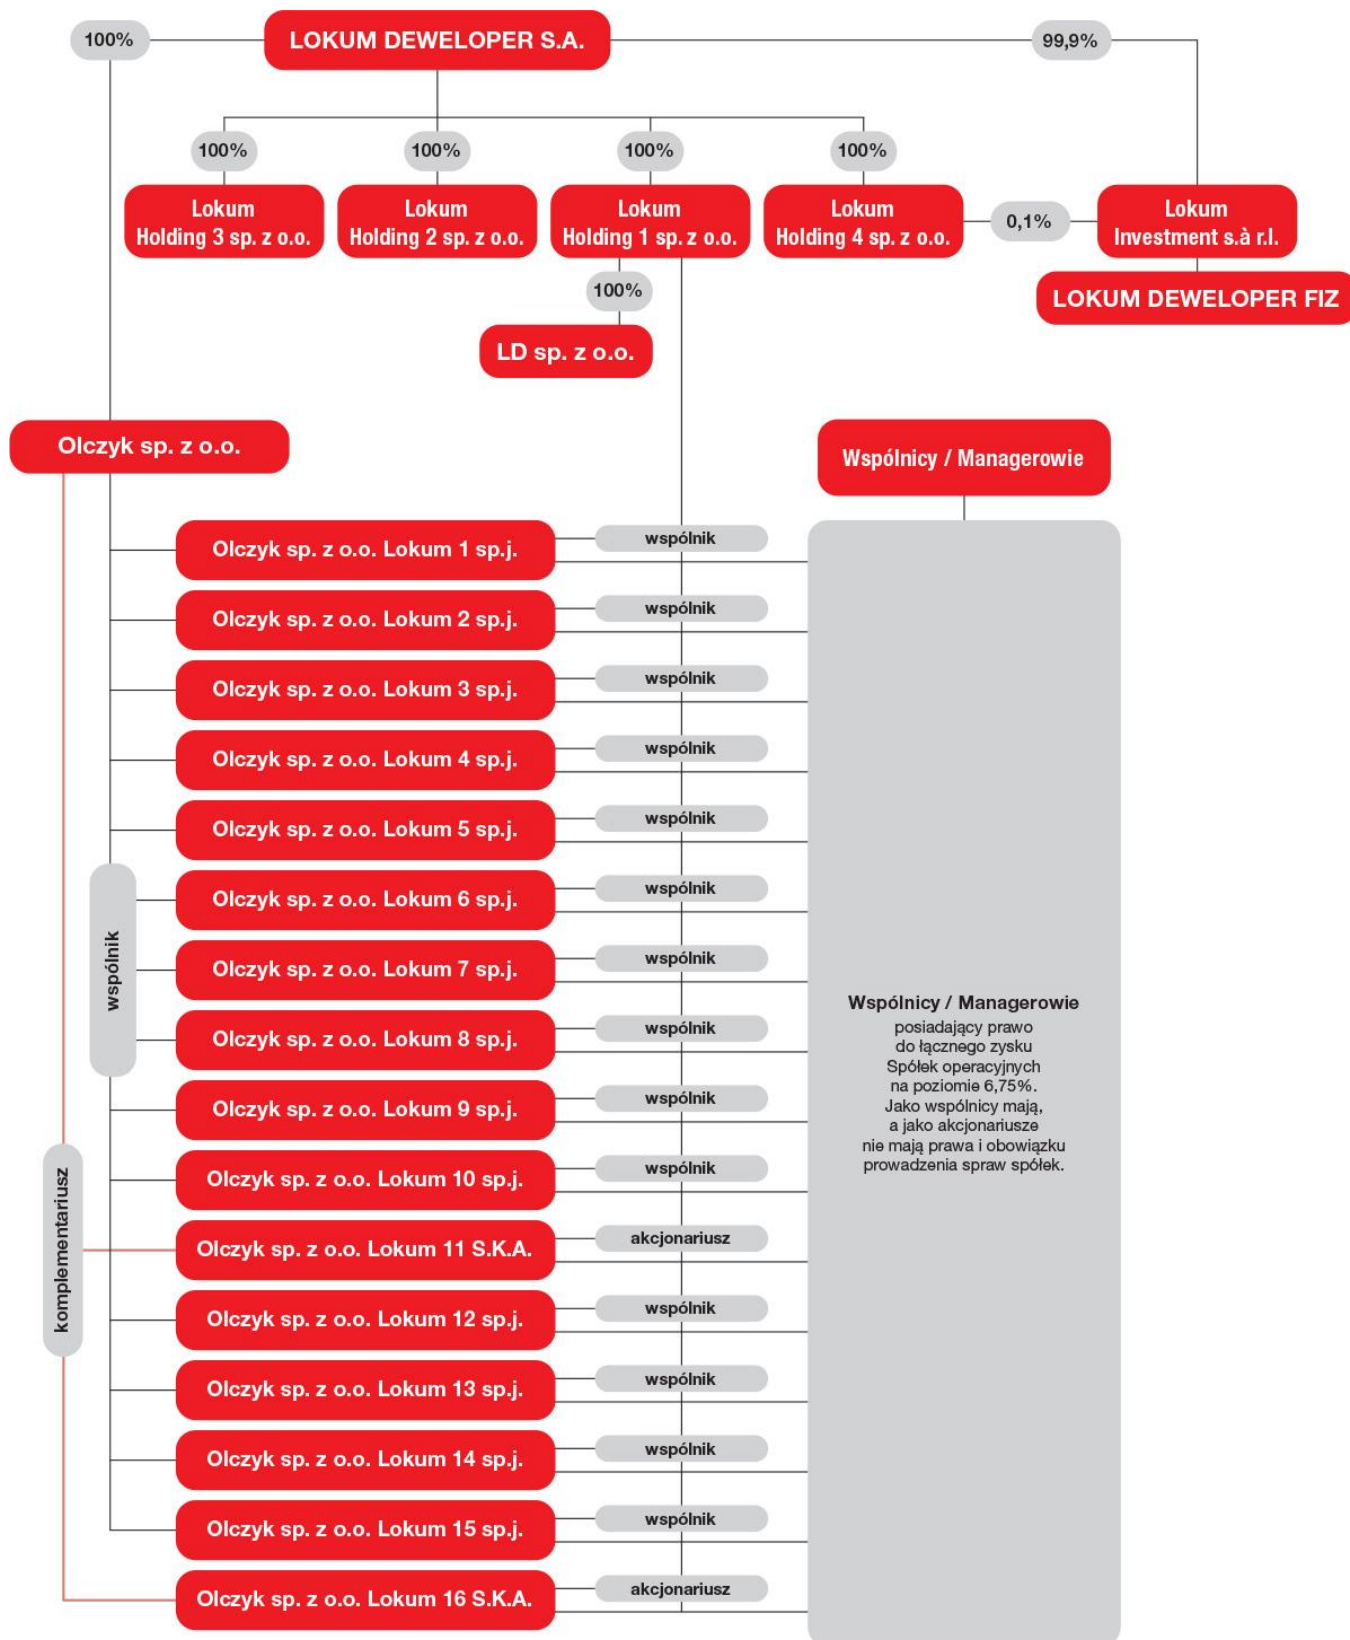 100%
LOKUM DEWELOPER S.A.
99,9%
100%
100%
100%
100%
Lokum
Holding 3 sp. z o.o.
Lokum
Holding 2 sp. z o.o.
Lokum
Holding 1 sp. z o.o.
Lokum
Holding 4 sp. z o.o.
0,1%
Lokum
Investment s.à r.l.
100%
LOKUM DEWELOPER FIZ
LD sp. z o.o.
Olczyk sp. z o.o.
Wspólnicy / Managerowie
Olczyk sp. z o.o. Lokum 1 sp.j.
wspólnik
Olczyk sp. z o.o. Lokum 2 sp.j.
wspólnik
Olczyk sp. z o.o. Lokum 3 sp.j.
wspólnik
Olczyk sp. z o.o. Lokum 4 sp.j.
wspólnik
Olczyk sp. z o.o. Lokum 5 sp.j.
wspólnik
Olczyk sp. z o.o. Lokum 6 sp.j.
wspólnik
Olczyk sp. z o.o. Lokum 7 sp.j.
wspólnik
Olczyk sp. z o.o. Lokum 8 sp.j.
wspólnik
Olczyk sp. z o.o. Lokum 9 sp.j.
wspólnik
Olczyk sp. z o.o. Lokum 10 sp.j.
wspólnik
Olczyk sp. z o.o. Lokum 11 S.K.A.
akcjonariusz
Olczyk sp. z o.o. Lokum 12 sp.j.
wspólnik
Olczyk sp. z o.o. Lokum 13 sp.j.
wspólnik
Olczyk sp. z o.o. Lokum 14 sp.j.
wspólnik
Olczyk sp. z o.o. Lokum 15 sp.j.
wspólnik
Olczyk sp. z o.o. Lokum 16 S.K.A.
akcjonariusz
wspólnik
komplementariusz
Wspólnicy / Managerowie
posiadający prawo
do łącznego zysku
Spółek operacyjnych
na poziomie 6,75%.
Jako wspólnicy mają,
a jako akcjonariusze
nie mają prawa i obowiązku
prowadzenia spraw spółek.